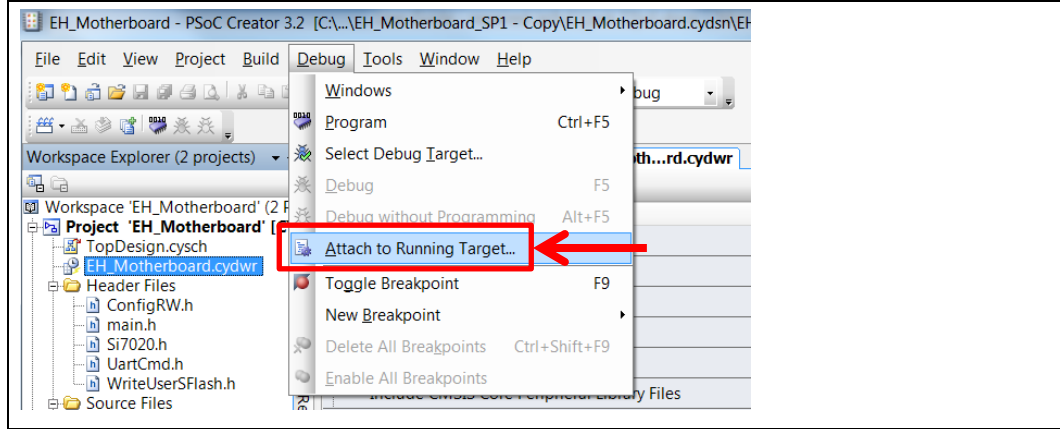 EH_Motherboard - PSoC Creator 3.2 [C:\...\EH_Motherboard_SP1 - Copy\EH_Motherboard.cydsn\EH
File Edit View Project Build Debug Tools Window Help
Windows
bug
Program Ctrl+F5
Workspace Explorer (2 projects)
Select Debug Target...
oth...rd.cydwr
Debug F5
Workspace 'EH_Motherboard' (2 P
Debug without Programming Alt+F5
Project 'EH_Motherboard' [C
TopDesign.cysch
Attach to Running Target...
EH_Motherboard.cydwr
Header Files
Toggle Breakpoint F9
ConfigRW.h
main.h
New Breakpoint
Si7020.h
Delete All Breakpoints Ctrl+Shift+F9
UartCmd.h
WriteUserSFlash.h
Enable All Breakpoints
Source Files
Include CMSIS Core Peripheral Library Files